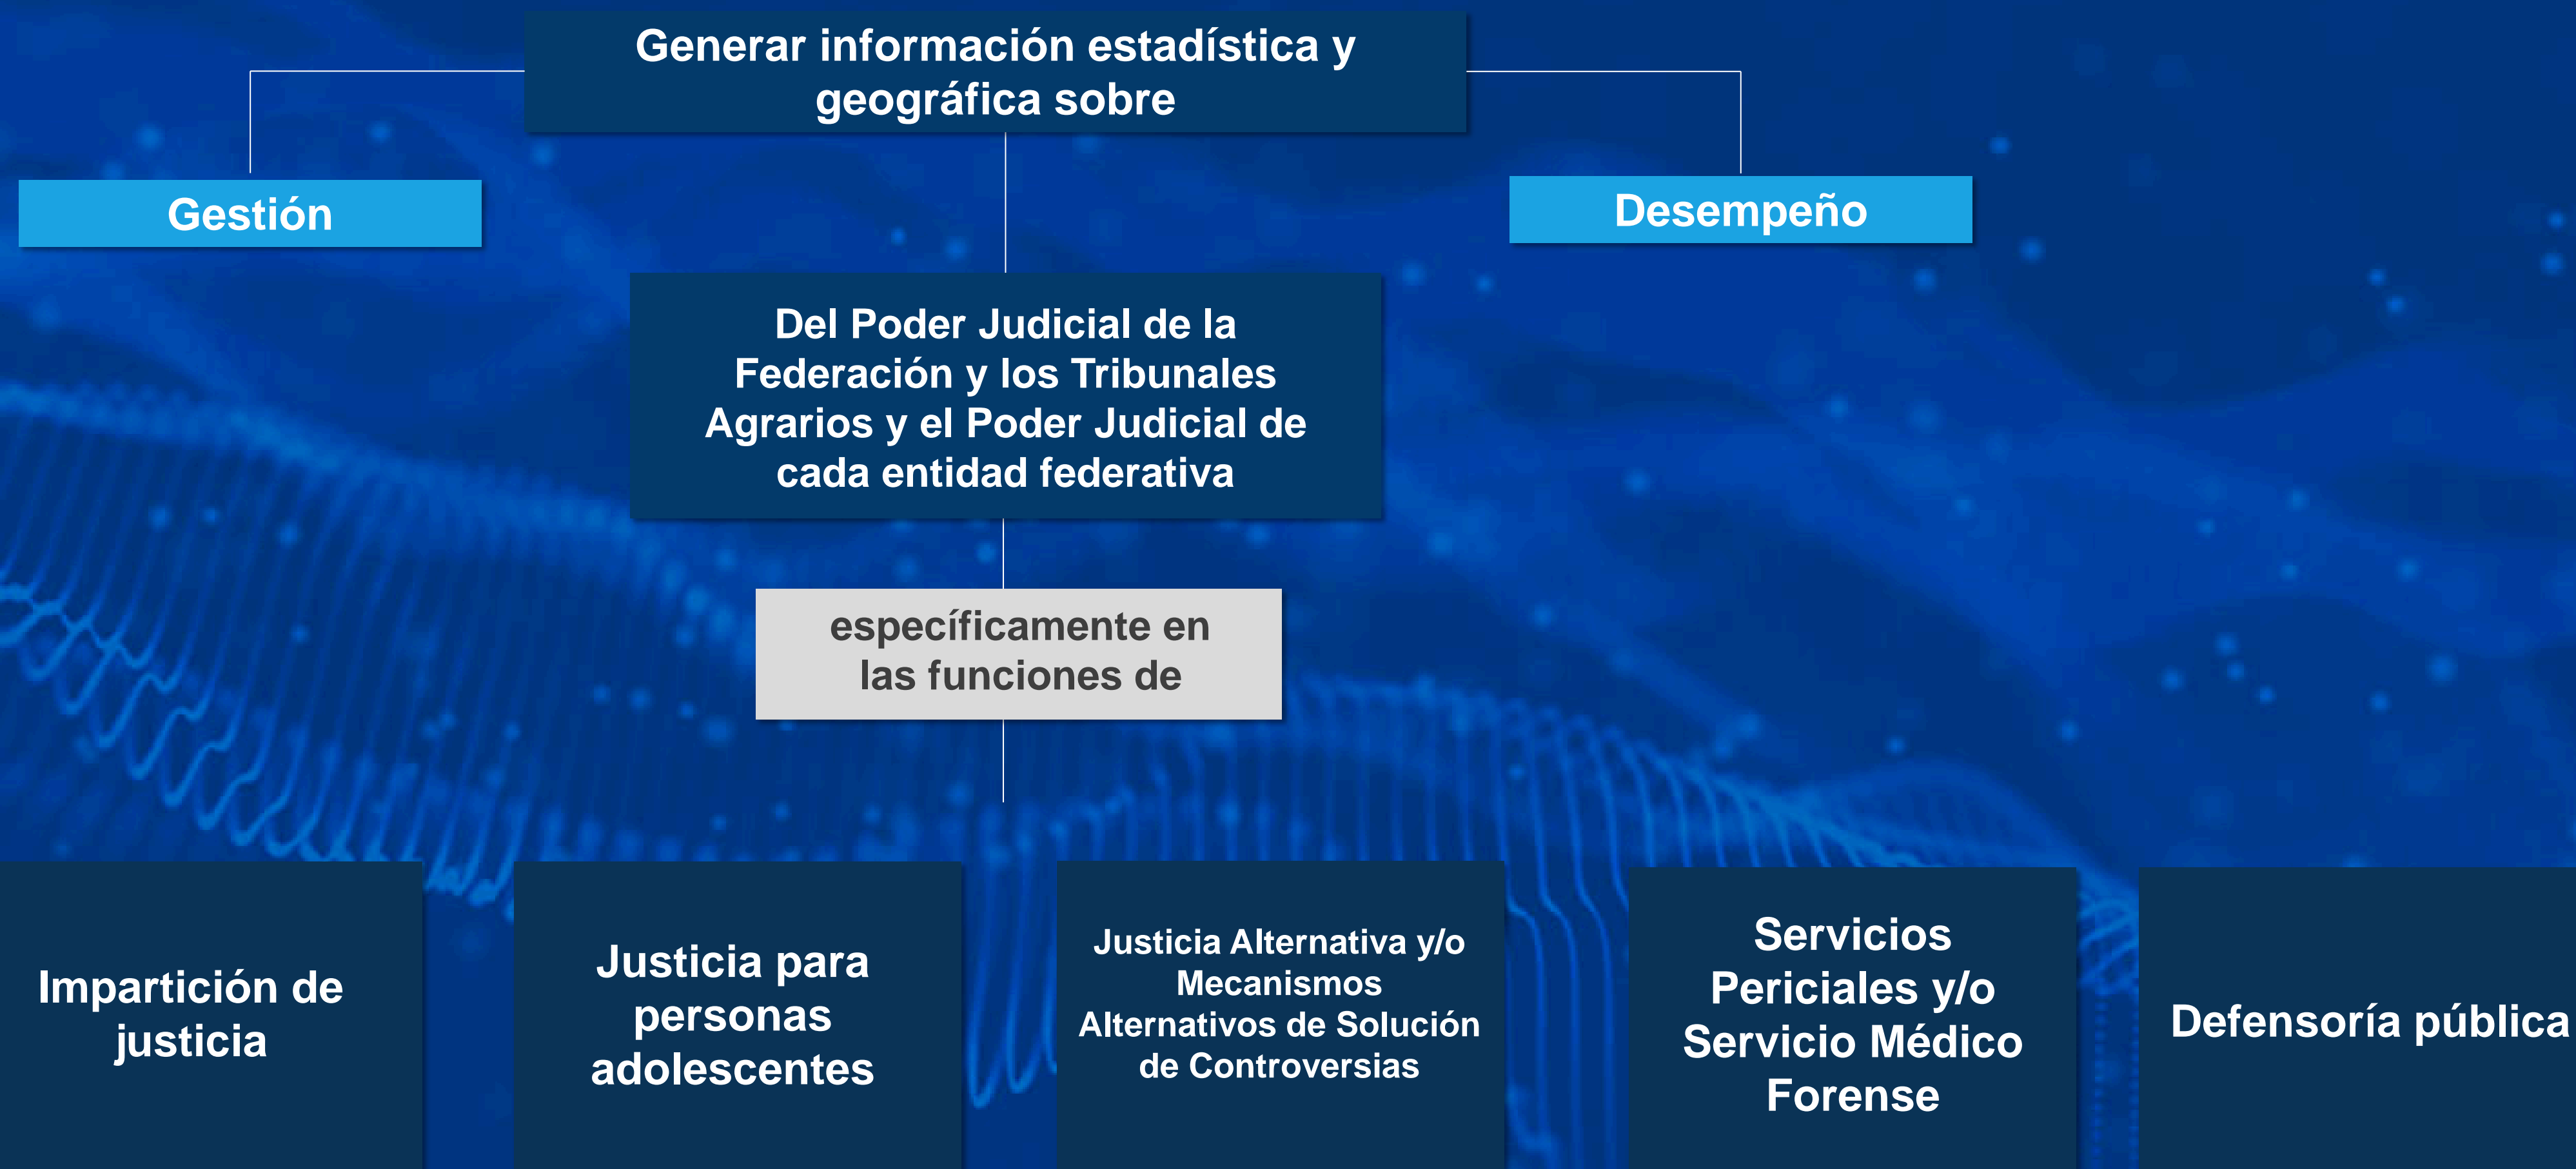 Generar información estadística y
geográfica sobre
Gestión
Desempeño
Del Poder Judicial de la
Federación y los Tribunales
Agrarios y el Poder Judicial de
cada entidad federativa
específicamente en
las funciones de
Impartición de
justicia
Justicia para
personas
adolescentes
Justicia Alternativa y/o
Mecanismos
Alternativos de Solución
de Controversias
Servicios
Periciales y/o
Servicio Médico
Forense
Defensoría pública